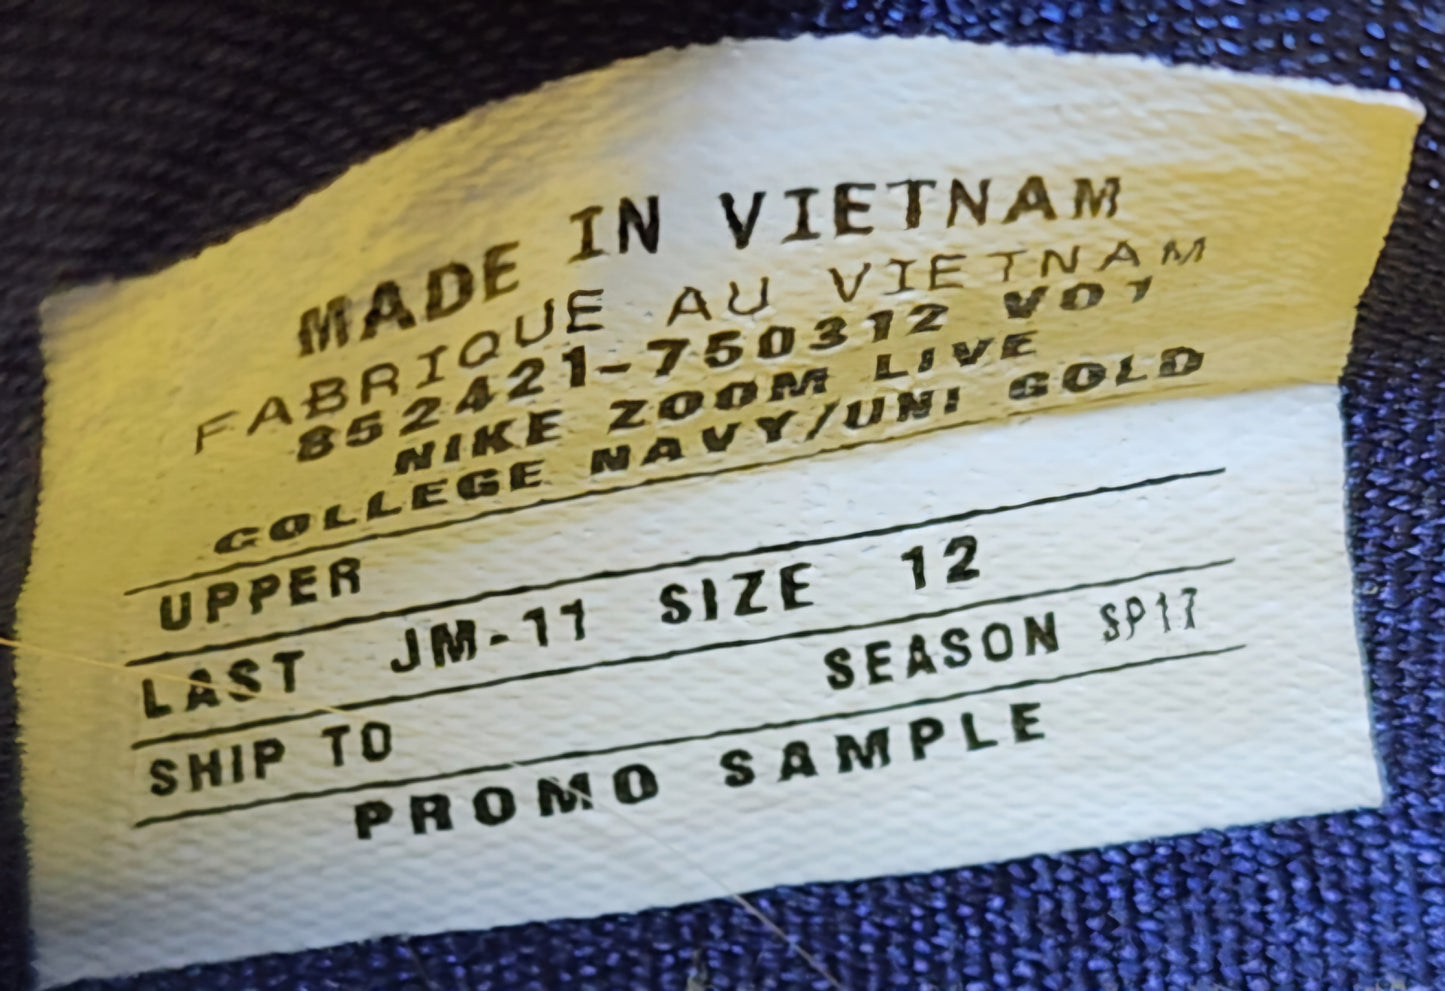 MADE IN VIETNAM
FABRIQUE AU VIETNAM
852421-750312 V01
NIKE ZOOM LIVE
COLLEGE NAVY/UNI GOLD
UPPER
LAST JM-11 SIZE 12
SHIP TO SEASON SP17
PROMO SAMPLE